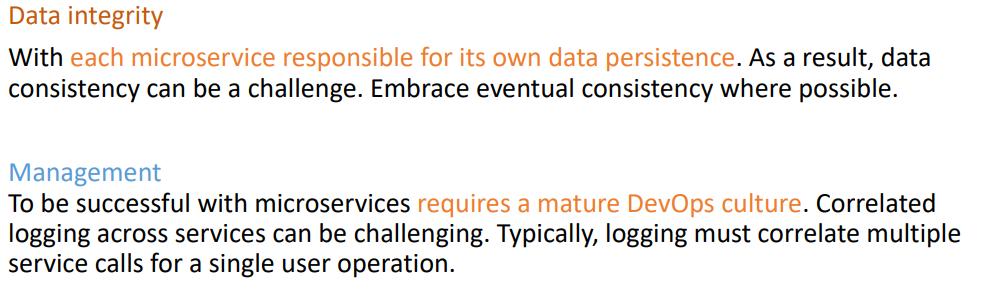 Data integrity
With each microservice responsible for its own data persistence. As a result, data
consistency can be a challenge. Embrace eventual consistency where possible.
Management
To be successful with microservices requires a mature DevOps culture. Correlated
logging across services can be challenging. Typically, logging must correlate multiple
service calls for a single user operation.